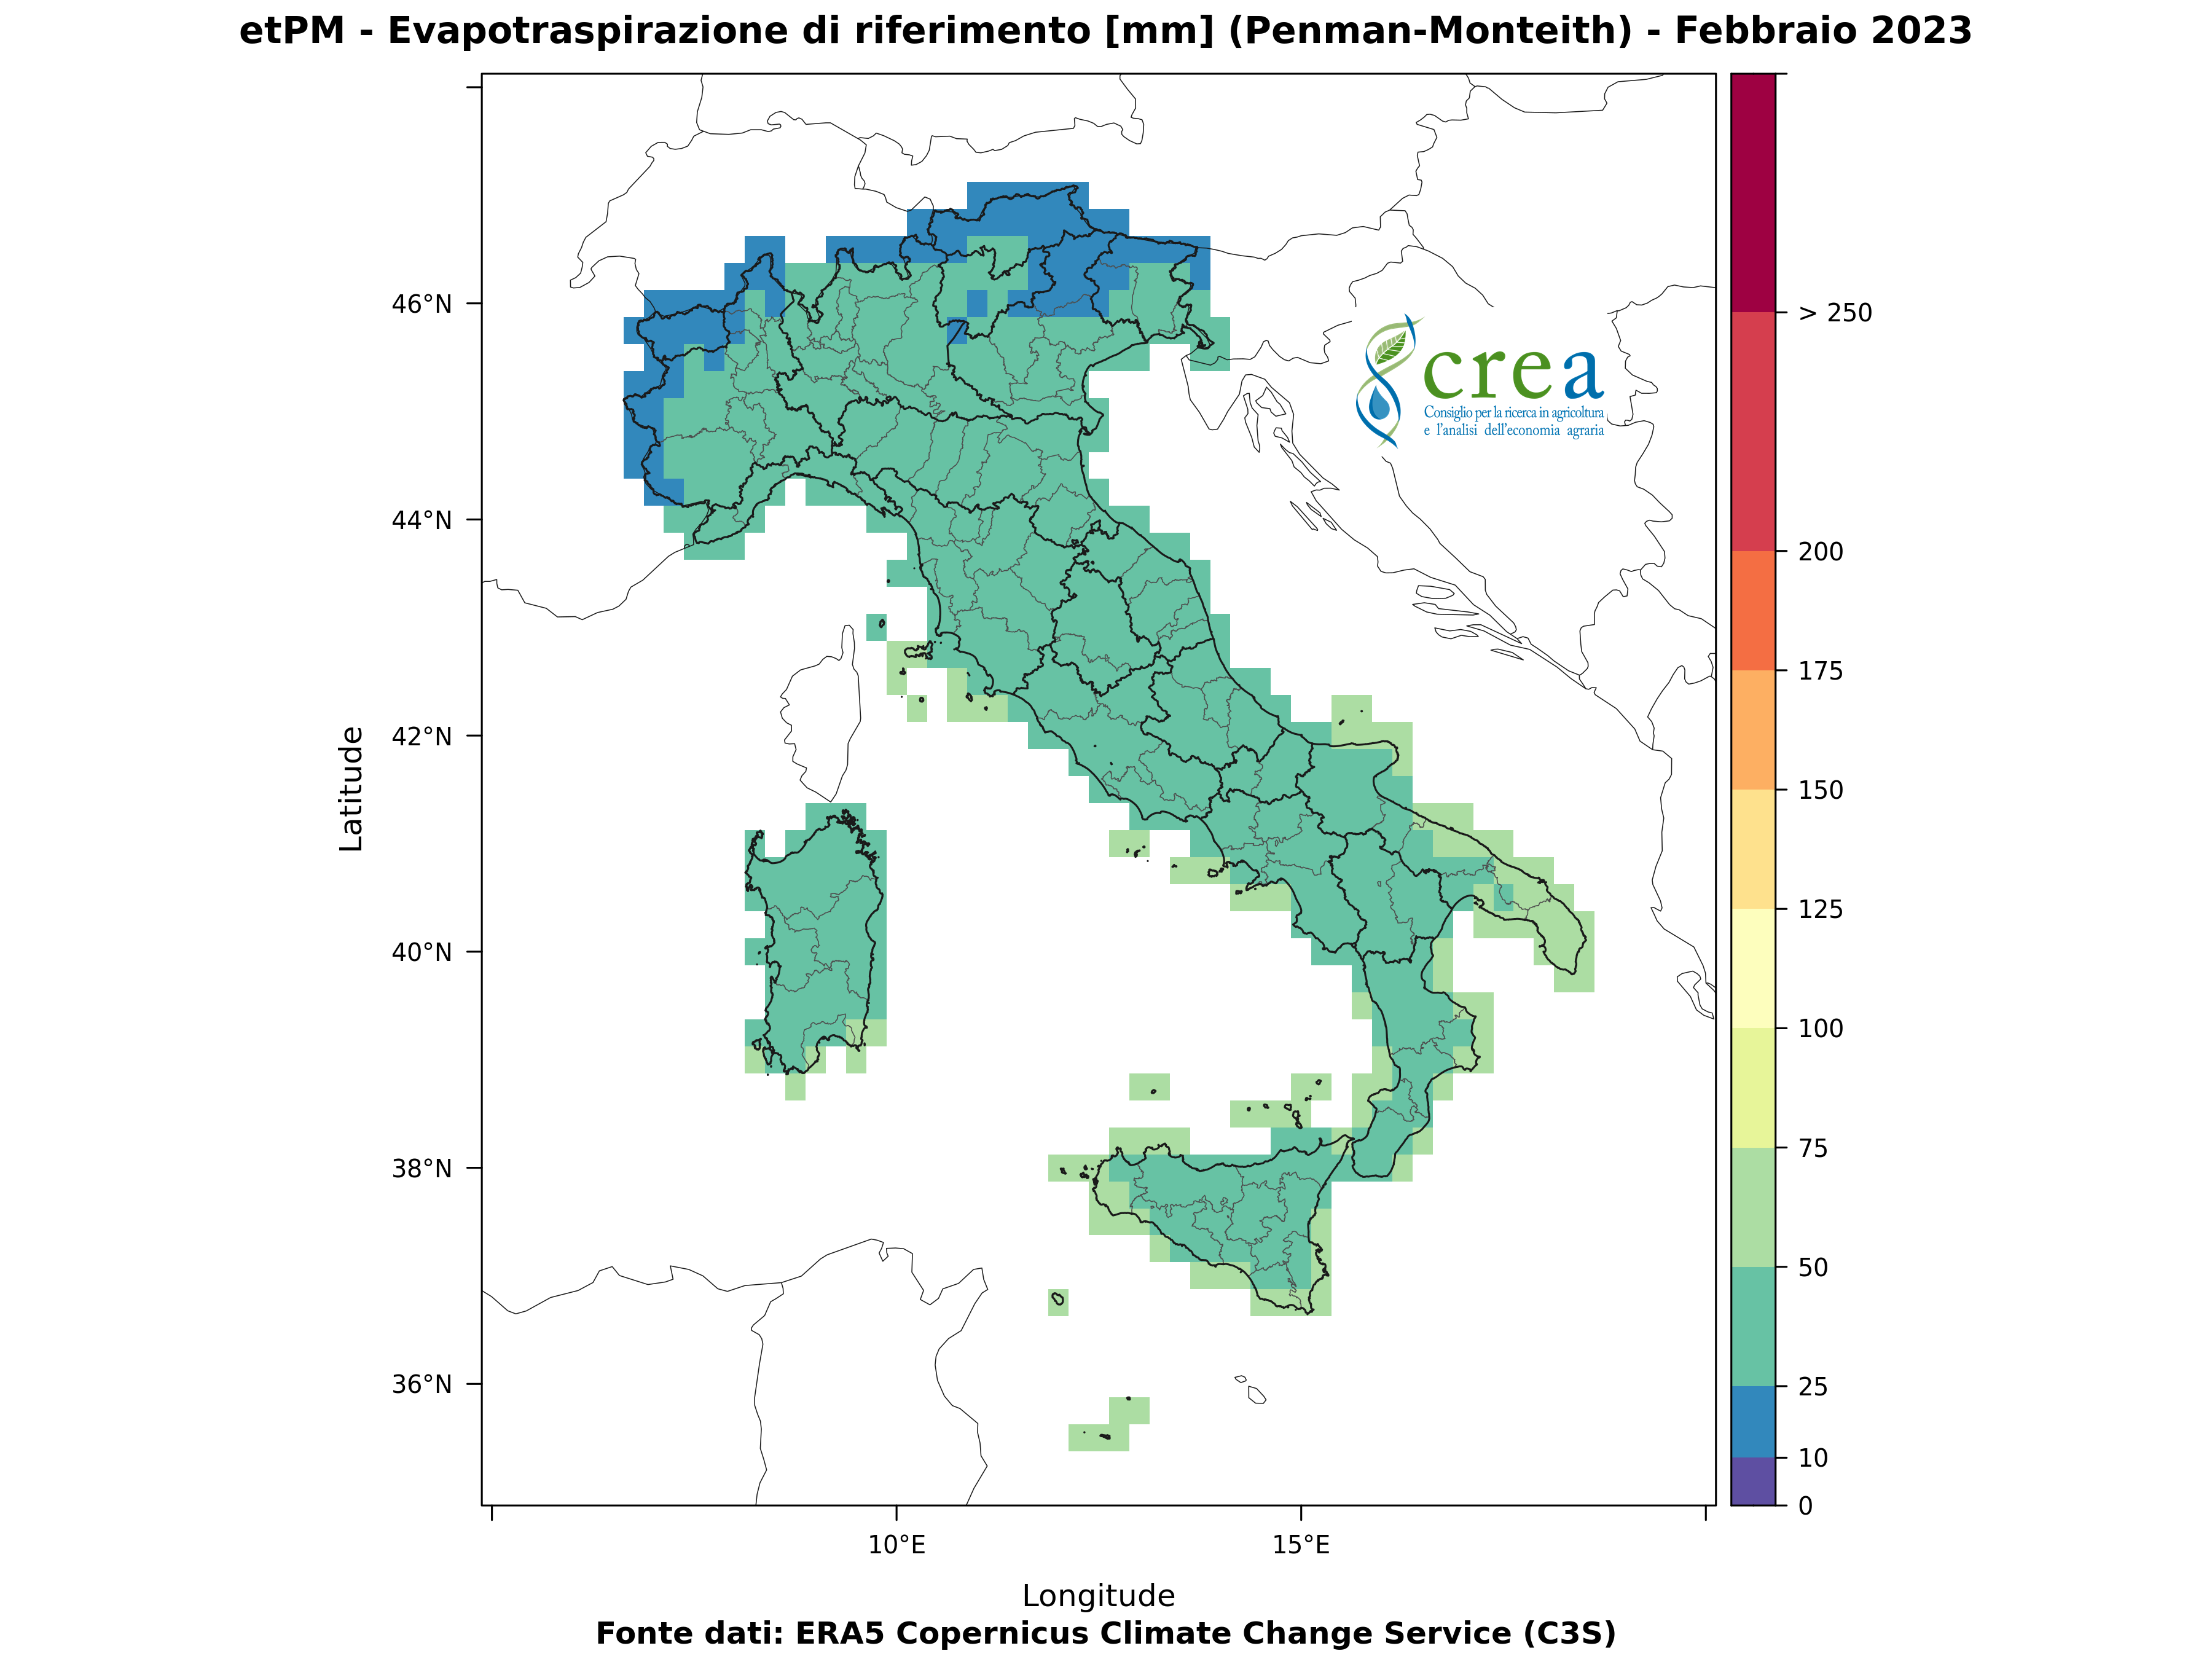 etPM - Evapotraspirazione di riferimento [mm] (Penman-Monteith) - Febbraio 2023
> 250
200
175
150
125
100
75
50
25
10
0
46°N
44°N
42°N
40°N
38°N
36°N
Latitude
crea
Consiglio per la ricerca in agricoltura
e l'analisi dell'economia agraria
10°E
15°E
Longitude
Fonte dati: ERA5 Copernicus Climate Change Service (C3S)